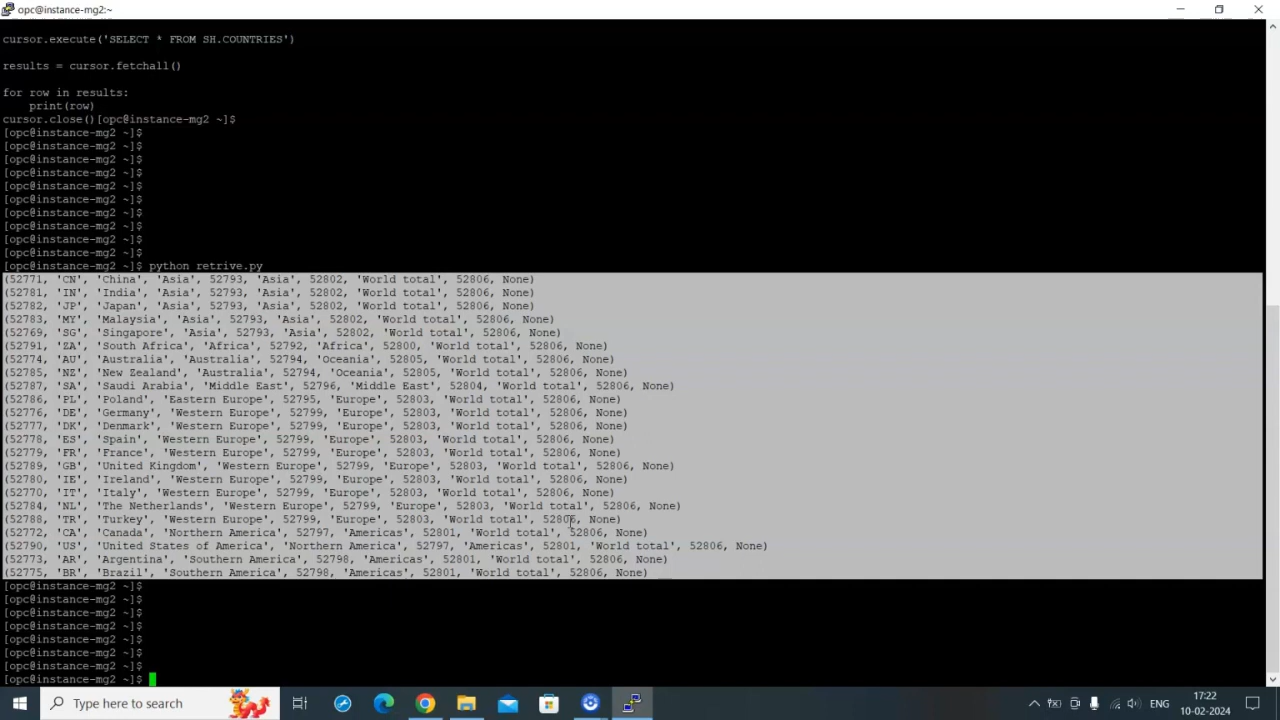 opc@instance-mg2:~
cursor.execute('SELECT * FROM SH.COUNTRIES')
results = cursor.fetchall()
for row in results:
    print(row)
cursor.close()[opc@instance-mg2 ~]$
[opc@instance-mg2 ~]$
[opc@instance-mg2 ~]$
[opc@instance-mg2 ~]$
[opc@instance-mg2 ~]$
[opc@instance-mg2 ~]$
[opc@instance-mg2 ~]$
[opc@instance-mg2 ~]$
[opc@instance-mg2 ~]$
[opc@instance-mg2 ~]$
[opc@instance-mg2 ~]$
[opc@instance-mg2 ~]$ python retrive.py
(52771, 'CN', 'China', 'Asia', 52793, 'Asia', 52802, 'World total', 52806, None)
(52781, 'IN', 'India', 'Asia', 52793, 'Asia', 52802, 'World total', 52806, None)
(52782, 'JP', 'Japan', 'Asia', 52793, 'Asia', 52802, 'World total', 52806, None)
(52783, 'MY', 'Malaysia', 'Asia', 52793, 'Asia', 52802, 'World total', 52806, None)
(52769, 'SG', 'Singapore', 'Asia', 52793, 'Asia', 52802, 'World total', 52806, None)
(52791, 'ZA', 'South Africa', 'Africa', 52792, 'Africa', 52800, 'World total', 52806, None)
(52774, 'AU', 'Australia', 'Australia', 52794, 'Oceania', 52805, 'World total', 52806, None)
(52785, 'NZ', 'New Zealand', 'Australia', 52794, 'Oceania', 52805, 'World total', 52806, None)
(52787, 'SA', 'Saudi Arabia', 'Middle East', 52796, 'Middle East', 52804, 'World total', 52806, None)
(52786, 'PL', 'Poland', 'Eastern Europe', 52795, 'Europe', 52803, 'World total', 52806, None)
(52776, 'DE', 'Germany', 'Western Europe', 52799, 'Europe', 52803, 'World total', 52806, None)
(52777, 'DK', 'Denmark', 'Western Europe', 52799, 'Europe', 52803, 'World total', 52806, None)
(52778, 'ES', 'Spain', 'Western Europe', 52799, 'Europe', 52803, 'World total', 52806, None)
(52779, 'FR', 'France', 'Western Europe', 52799, 'Europe', 52803, 'World total', 52806, None)
(52789, 'GB', 'United Kingdom', 'Western Europe', 52799, 'Europe', 52803, 'World total', 52806, None)
(52780, 'IE', 'Ireland', 'Western Europe', 52799, 'Europe', 52803, 'World total', 52806, None)
(52770, 'IT', 'Italy', 'Western Europe', 52799, 'Europe', 52803, 'World total', 52806, None)
(52784, 'NL', 'The Netherlands', 'Western Europe', 52799, 'Europe', 52803, 'World total', 52806, None)
(52788, 'TR', 'Turkey', 'Western Europe', 52799, 'Europe', 52803, 'World total', 52806, None)
(52772, 'CA', 'Canada', 'Northern America', 52797, 'Americas', 52801, 'World total', 52806, None)
(52790, 'US', 'United States of America', 'Northern America', 52797, 'Americas', 52801, 'World total', 52806, None)
(52773, 'AR', 'Argentina', 'Southern America', 52798, 'Americas', 52801, 'World total', 52806, None)
(52775, 'BR', 'Brazil', 'Southern America', 52798, 'Americas', 52801, 'World total', 52806, None)
[opc@instance-mg2 ~]$
[opc@instance-mg2 ~]$
[opc@instance-mg2 ~]$
[opc@instance-mg2 ~]$
[opc@instance-mg2 ~]$
[opc@instance-mg2 ~]$
[opc@instance-mg2 ~]$
[opc@instance-mg2 ~]$
Type here to search
ENG
17:22
10-02-2024